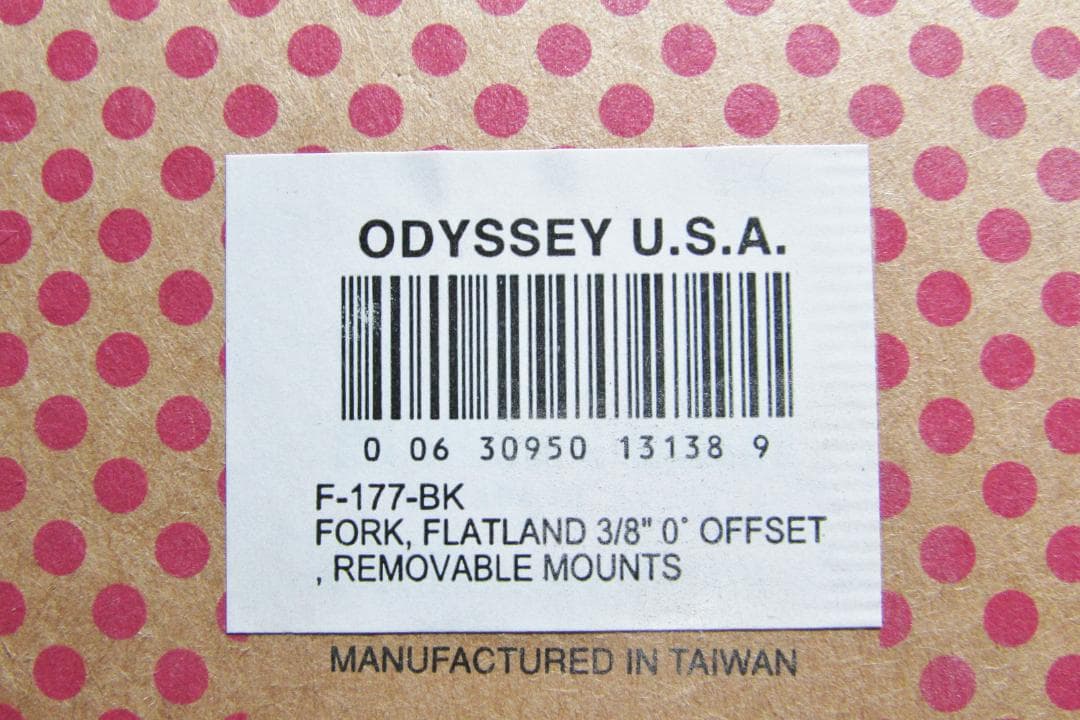 ODYSSEY U.S.A.
0 06 30950 13138 9
F-177-BK
FORK, FLATLAND 3/8" 0° OFFSET
, REMOVABLE MOUNTS
MANUFACTURED IN TAIWAN